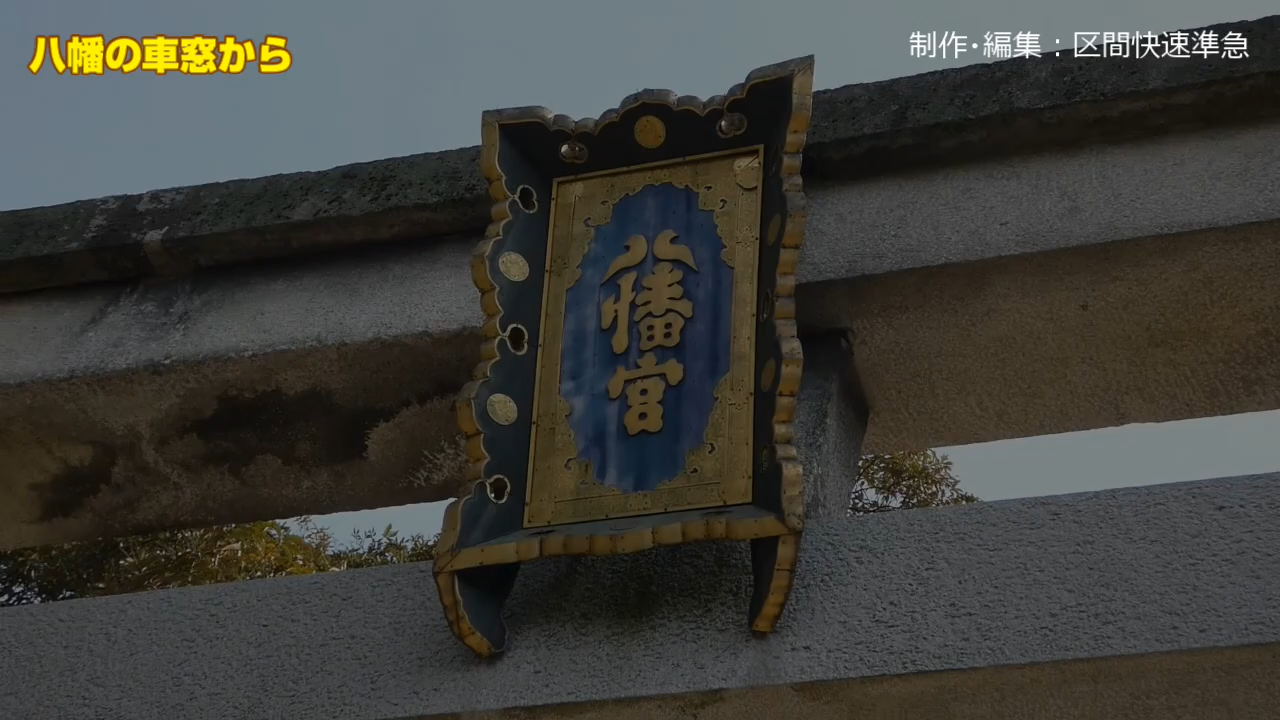 八幡の車窓から
制作･編集：区間快速準急
八幡宮